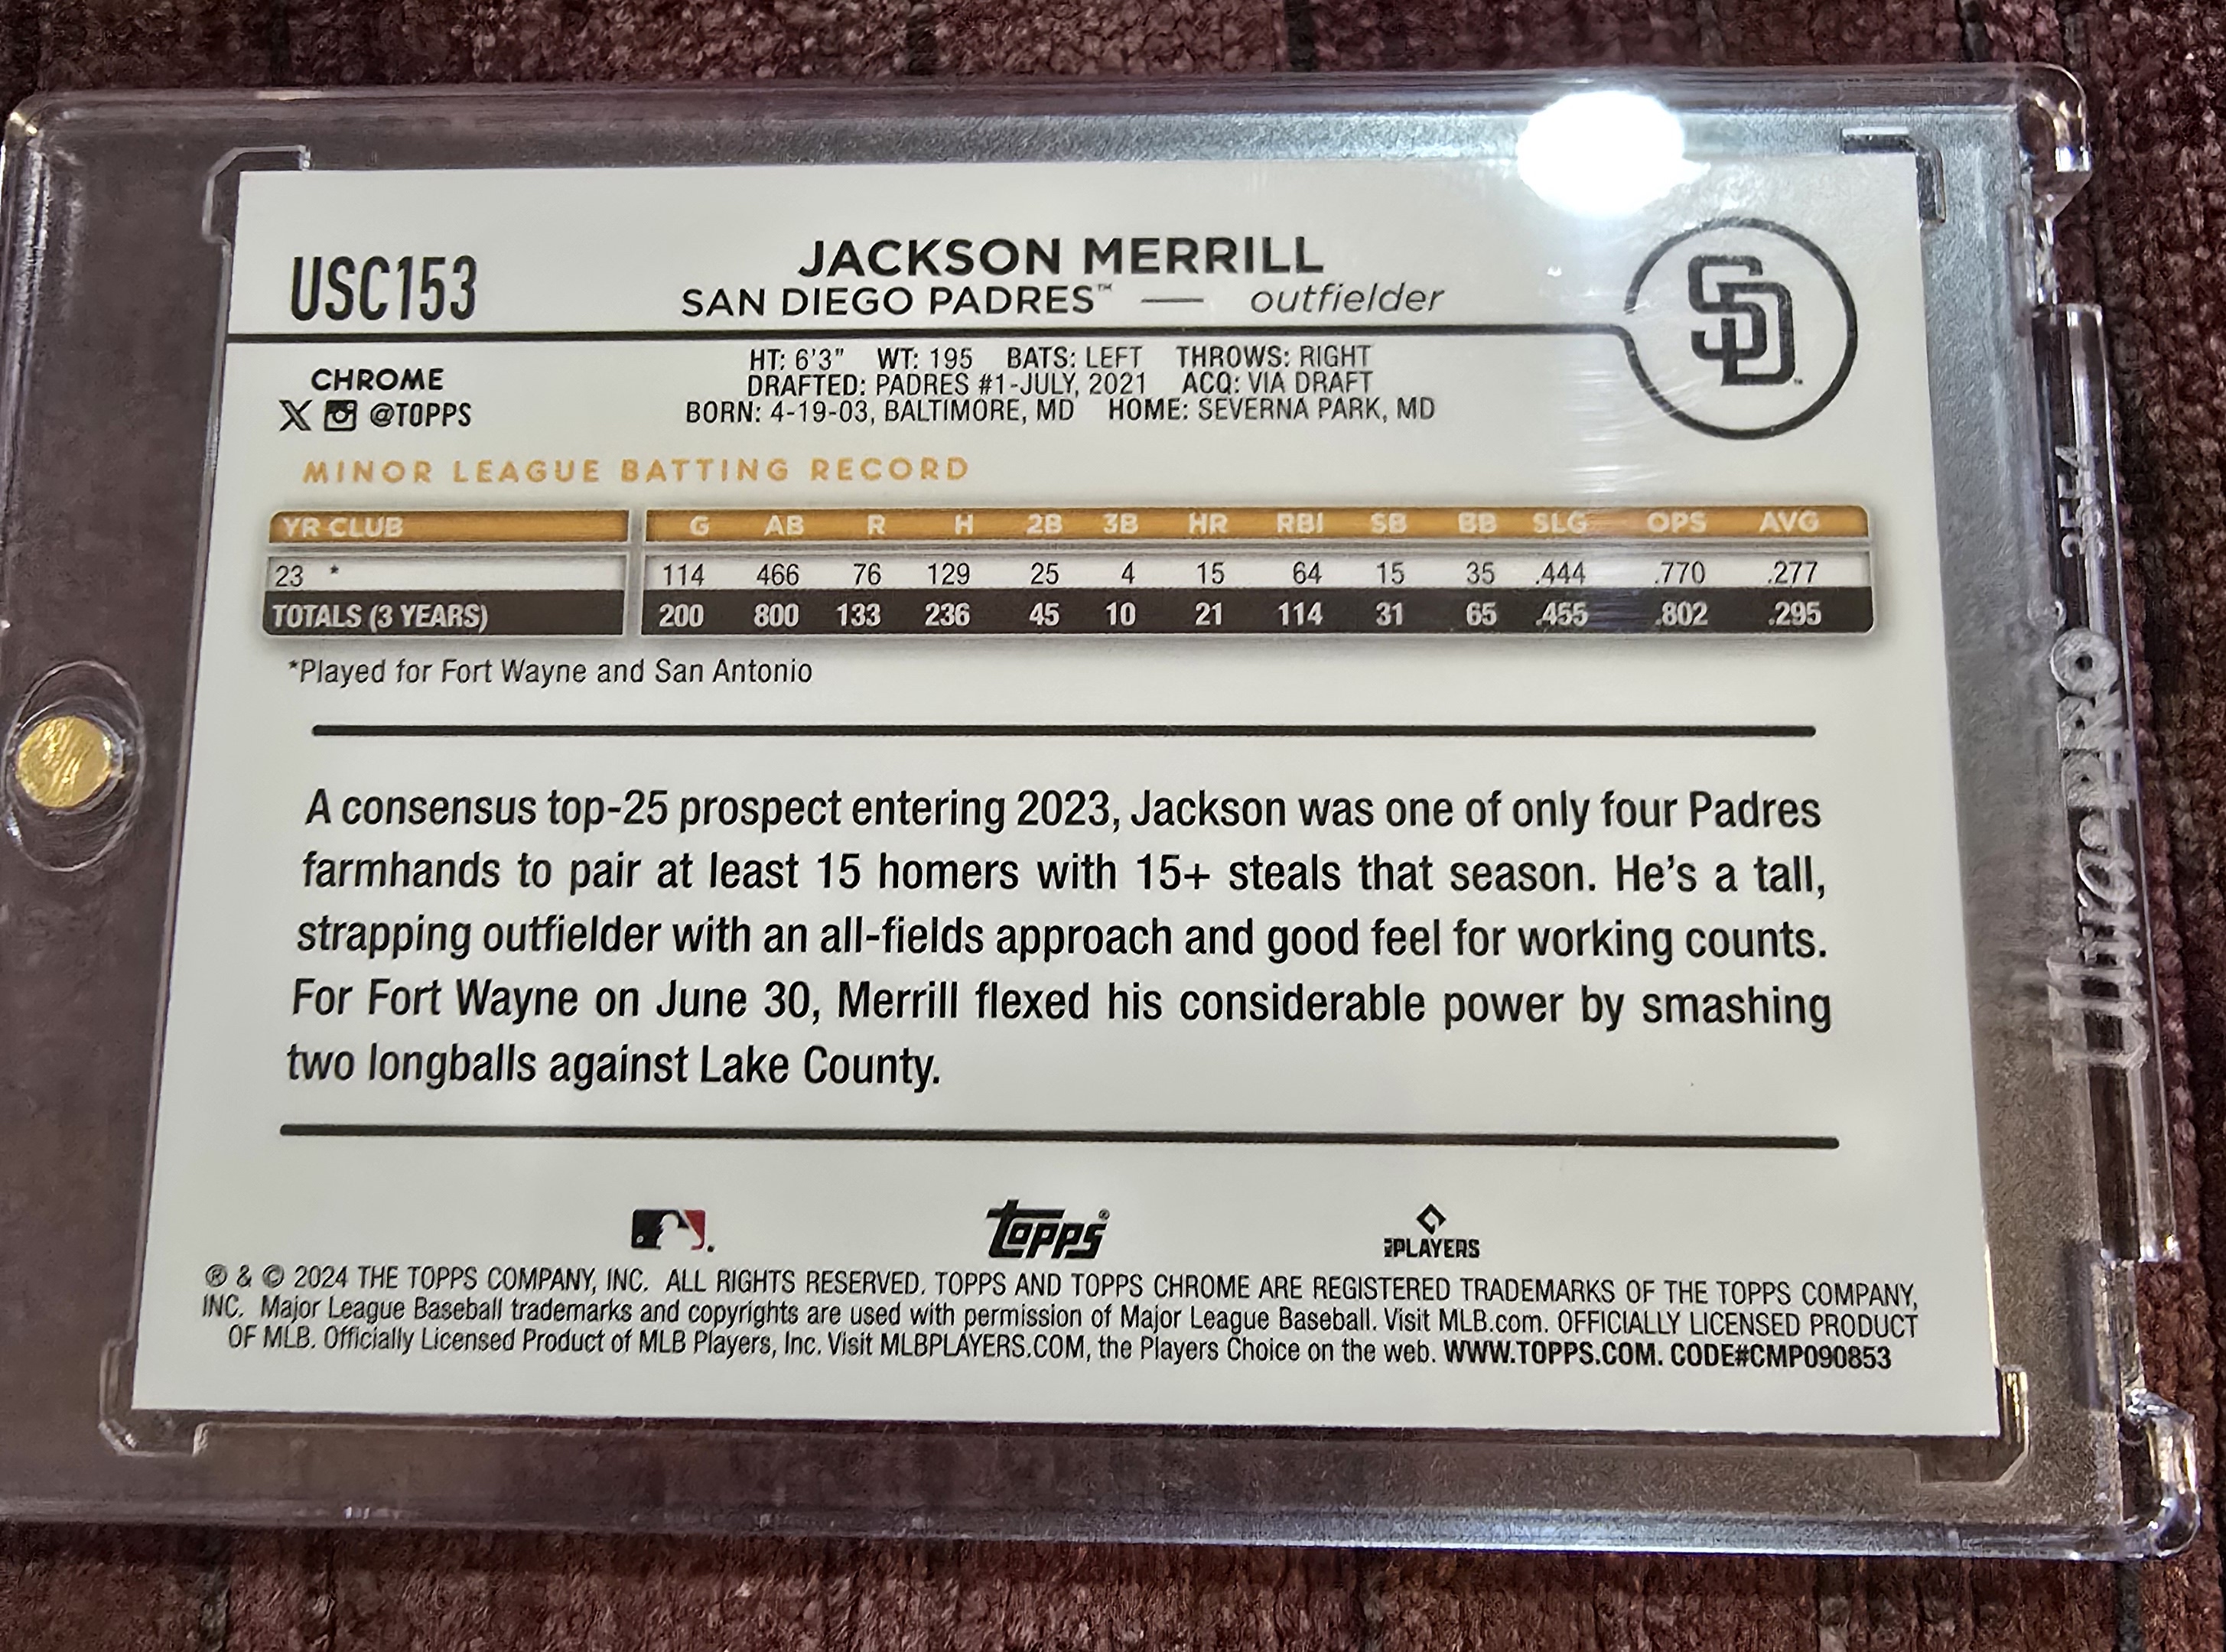 USC153
JACKSON MERRILL
SAN DIEGO PADRES™ — outfielder
SD™
CHROME
X @TOPPS
HT: 6'3" WT: 195 BATS: LEFT THROWS: RIGHT
DRAFTED: PADRES #1-JULY, 2021 ACQ: VIA DRAFT
BORN: 4-19-03, BALTIMORE, MD HOME: SEVERNA PARK, MD
MINOR LEAGUE BATTING RECORD
YR CLUB G AB R H 2B 3B HR RBI SB BB SLG OPS AVG
23 * 114 466 76 129 25 4 15 64 15 35 .444 .770 .277
TOTALS (3 YEARS) 200 800 133 236 45 10 21 114 31 65 .455 .802 .295
*Played for Fort Wayne and San Antonio
A consensus top-25 prospect entering 2023, Jackson was one of only four Padres
farmhands to pair at least 15 homers with 15+ steals that season. He's a tall,
strapping outfielder with an all-fields approach and good feel for working counts.
For Fort Wayne on June 30, Merrill flexed his considerable power by smashing
two longballs against Lake County.
Topps®
PLAYERS
® & © 2024 THE TOPPS COMPANY, INC. ALL RIGHTS RESERVED. TOPPS AND TOPPS CHROME ARE REGISTERED TRADEMARKS OF THE TOPPS COMPANY,
INC. Major League Baseball trademarks and copyrights are used with permission of Major League Baseball. Visit MLB.com. OFFICIALLY LICENSED PRODUCT
OF MLB. Officially Licensed Product of MLB Players, Inc. Visit MLBPLAYERS.COM, the Players Choice on the web. WWW.TOPPS.COM. CODE#CMP090853
Ultra PRO